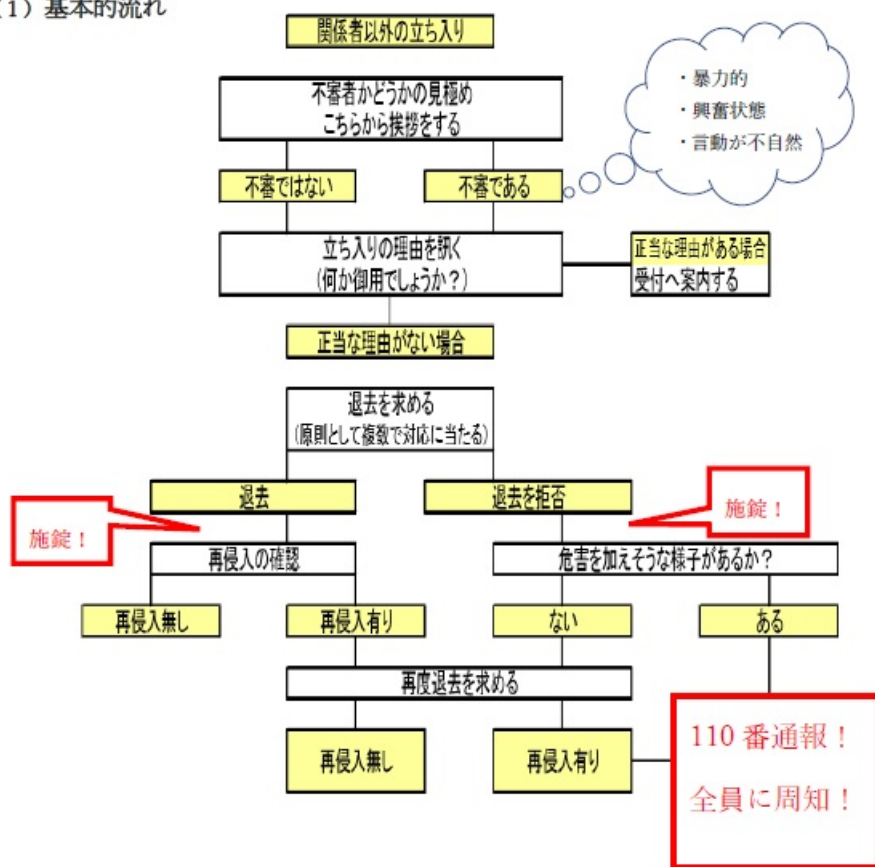 (1) 基本的流れ
関係者以外の立ち入り
・暴力的
・興奮状態
・言動が不自然
不審者かどうかの見極め
こちらから挨拶をする
不審ではない
不審である
立ち入りの理由を訊く
(何か御用でしょうか?)
正当な理由がある場合
受付へ案内する
正当な理由がない場合
退去を求める
(原則として複数で対応に当たる)
退去
退去を拒否
施錠!
施錠!
再侵入の確認
危害を加えそうな様子があるか?
再侵入無し
再侵入有り
ない
ある
再度退去を求める
再侵入無し
再侵入有り
110 番通報!
全員に周知!